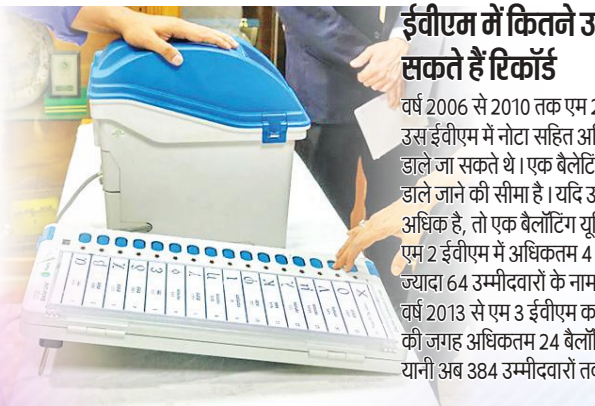 ईवीएम में कितने उ
सकते हैं रिकॉर्ड
वर्ष 2006 से 2010 तक एम 2
उस ईवीएम में नोटा सहित अधि
डाले जा सकते थे । एक बैलेटिं
डाले जाने की सीमा है । यदि उ
अधिक है, तो एक बैलॉटिंग यू
एम 2 ईवीएम में अधिकतम 4
ज्यादा 64 उम्मीदवारों के नाम
वर्ष 2013 से एम 3 ईवीएम क
की जगह अधिकतम 24 बैलॉ
यानी अब 384 उम्मीदवारों तक